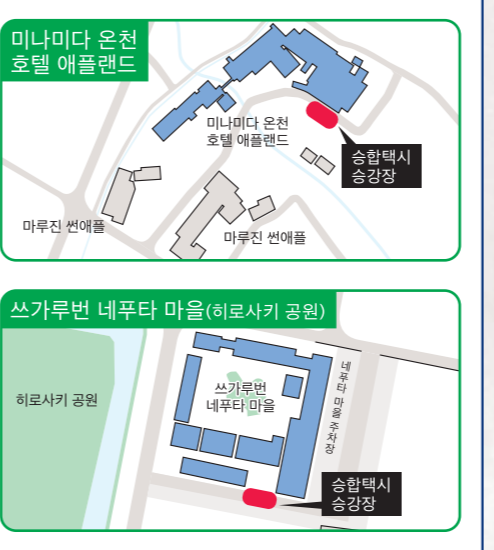 미나미다 온천
호텔 애플랜드
미나미다 온천
호텔 애플랜드
승합택시
승강장
마루진 썬애플
마루진 썬애플
쓰가루번 네푸타 마을(히로사키 공원)
히로사키 공원
쓰가루번
네푸타 마을
네푸타 마을 주차장
승합택시
승강장